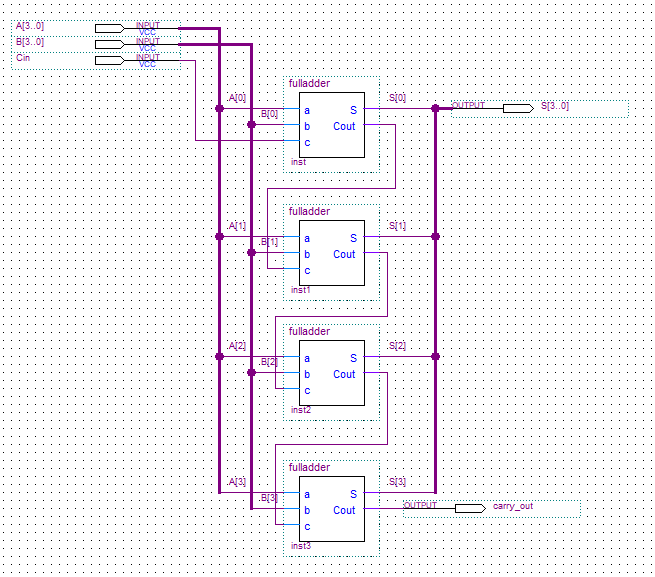 A[3..0] INPUT
VCC
B[3..0] INPUT
VCC
Cin INPUT
VCC
fulladder
A[0] a S S[0] OUTPUT S[3..0]
B[0] b Cout
c
inst
fulladder
A[1] a S S[1]
B[1] b Cout
c
inst1
fulladder
A[2] a S S[2]
B[2] b Cout
c
inst2
fulladder
A[3] a S S[3]
B[3] b Cout OUTPUT carry_out
c
inst3